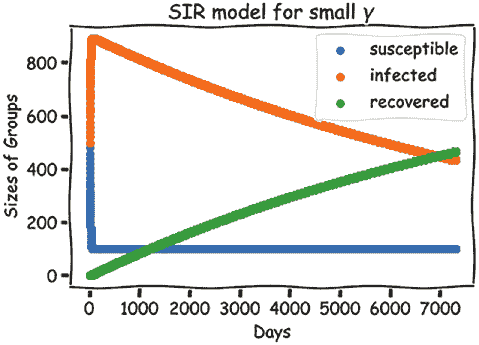 SIR model for small γ
susceptible
infected
recovered
Sizes of Groups
800
600
400
200
0
0 1000 2000 3000 4000 5000 6000 7000
Days